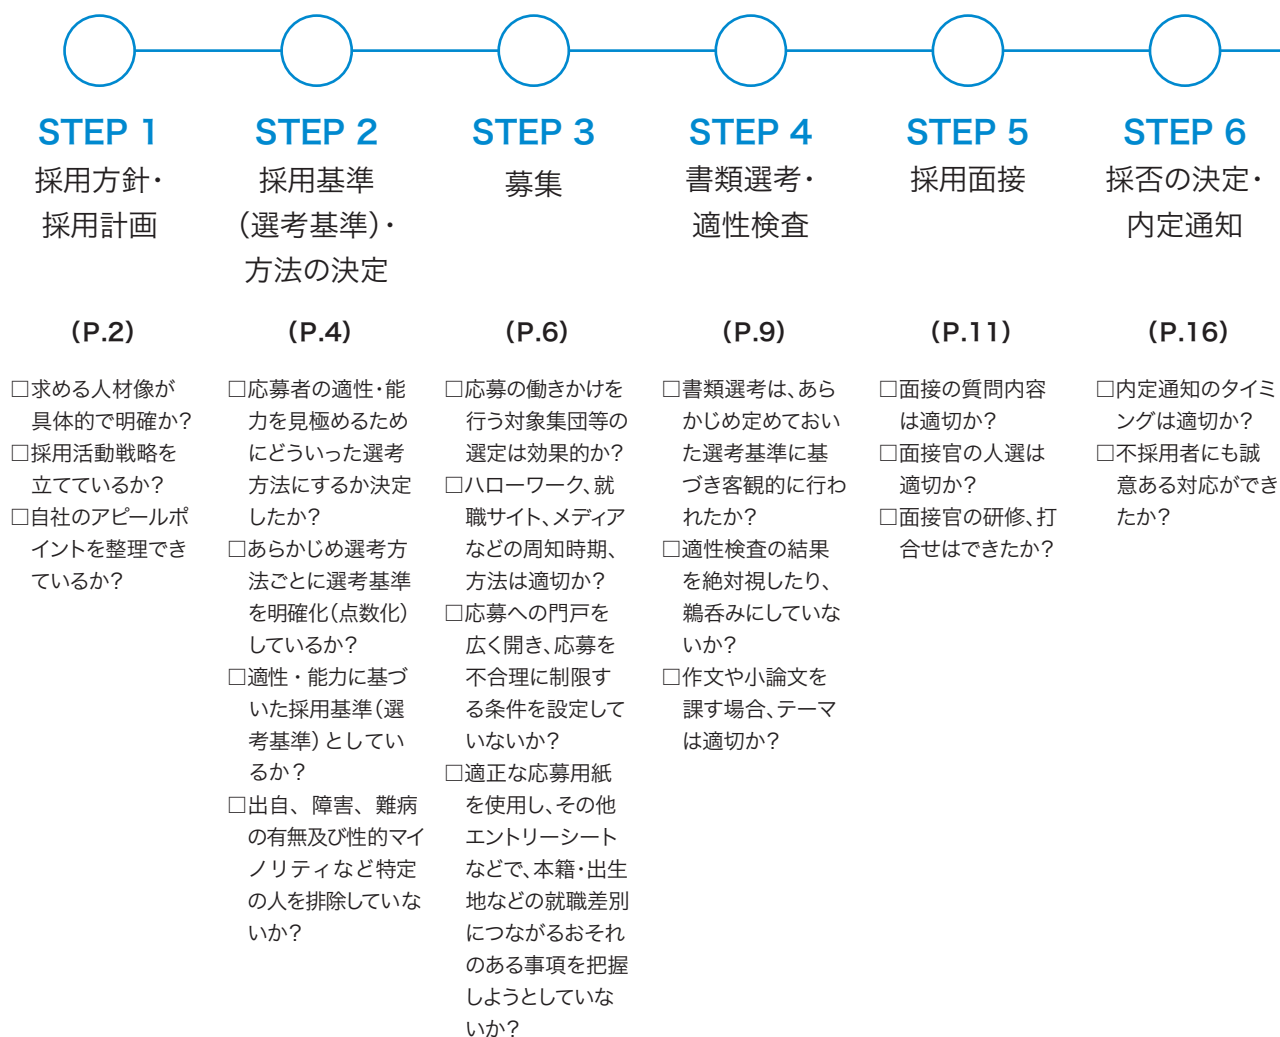 STEP 1
採用方針・
採用計画
(P.2)
□求める人材像が
具体的で明確か?
□採用活動戦略を
立てているか?
□自社のアピールポ
イントを整理でき
ているか?
STEP 2
採用基準
(選考基準)・
方法の決定
(P.4)
□応募者の適性・能
力を見極めるため
にどういった選考
方法にするか決定
したか?
□あらかじめ選考方
法ごとに選考基準
を明確化(点数化)
しているか?
□適性・能力に基づ
いた採用基準(選
考基準)としてい
るか?
□出自、障害、難病
の有無及び性的マイ
ノリティなど特定
の人を排除していな
いか?
STEP 3
募集
(P.6)
□応募の働きかけを
行う対象集団等の
選定は効果的か?
□ハローワーク、就
職サイト、メディア
などの周知時期、
方法は適切か?
□応募への門戸を
広く開き、応募を
不合理に制限す
る条件を設定して
いないか?
□適正な応募用紙
を使用し、その他
エントリーシート
などで、本籍・出生
地などの就職差別
につながるおそれ
のある事項を把握
しようとしていな
いか?
STEP 4
書類選考・
適性検査
(P.9)
□書類選考は、あら
かじめ定めておい
た選考基準に基
づき客観的に行わ
れたか?
□適性検査の結果
を絶対視したり、
鵜呑みにしていな
いか?
□作文や小論文を
課す場合、テーマ
は適切か?
STEP 5
採用面接
(P.11)
□面接の質問内容
は適切か?
□面接官の人選は
適切か?
□面接官の研修、打
合せはできたか?
STEP 6
採否の決定・
内定通知
(P.16)
□内定通知のタイミ
ングは適切か?
□不採用者にも誠
意ある対応ができ
たか?